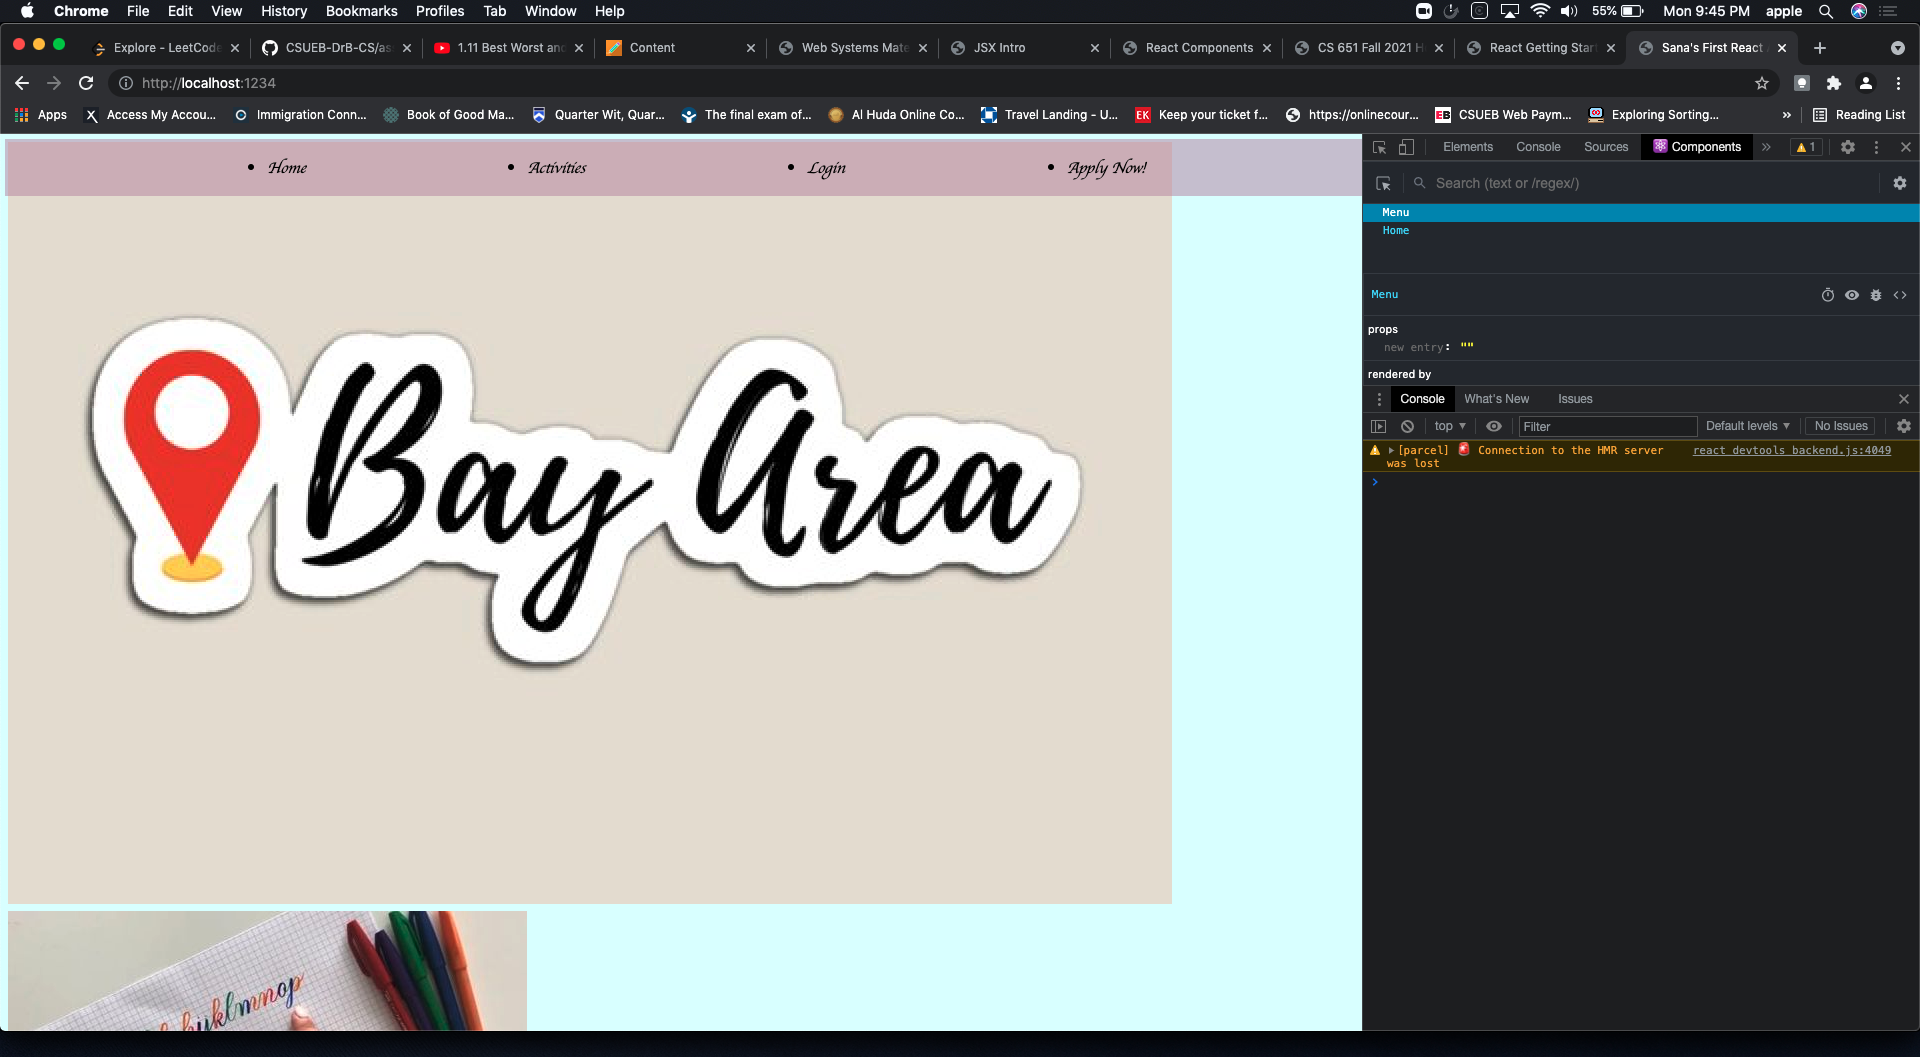 Chrome File Edit View History Bookmarks Profiles Tab Window Help 55% Mon 9:45 PM apple
Explore - LeetCode CSUEB-DrB-CS/as 1.11 Best Worst and Content Web Systems Mate JSX Intro React Components CS 651 Fall 2021 H React Getting Star Sana's First React
http://localhost:1234
Apps Access My Accou... Immigration Conn... Book of Good Ma... Quarter Wit, Quar... The final exam of... Al Huda Online Co... Travel Landing - U... EK Keep your ticket f... https://onlinecour... EB CSUEB Web Paym... Exploring Sorting... » Reading List
• Home • Activities • Login • Apply Now!
Bay Area
jklmnop
Elements Console Sources Components » 1
Search (text or /regex/)
Menu
Home
Menu
props
new entry: ""
rendered by
Console What's New Issues
top Filter Default levels No Issues
[parcel] 🚨 Connection to the HMR server react_devtools_backend.js:4049
was lost
>